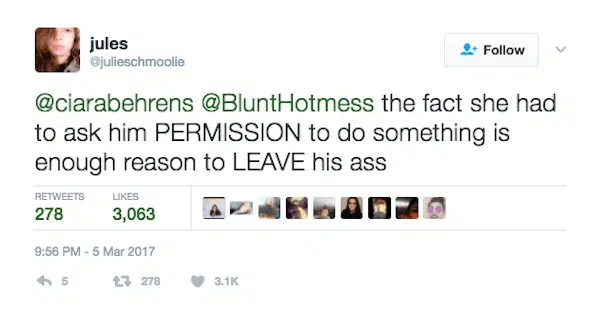 jules
@julieschmoolie
Follow
@ciarabehrens @BluntHotmess the fact she had
to ask him PERMISSION to do something is
enough reason to LEAVE his ass
RETWEETS LIKES
278 3,063
9:56 PM - 5 Mar 2017
5 278 3.1K